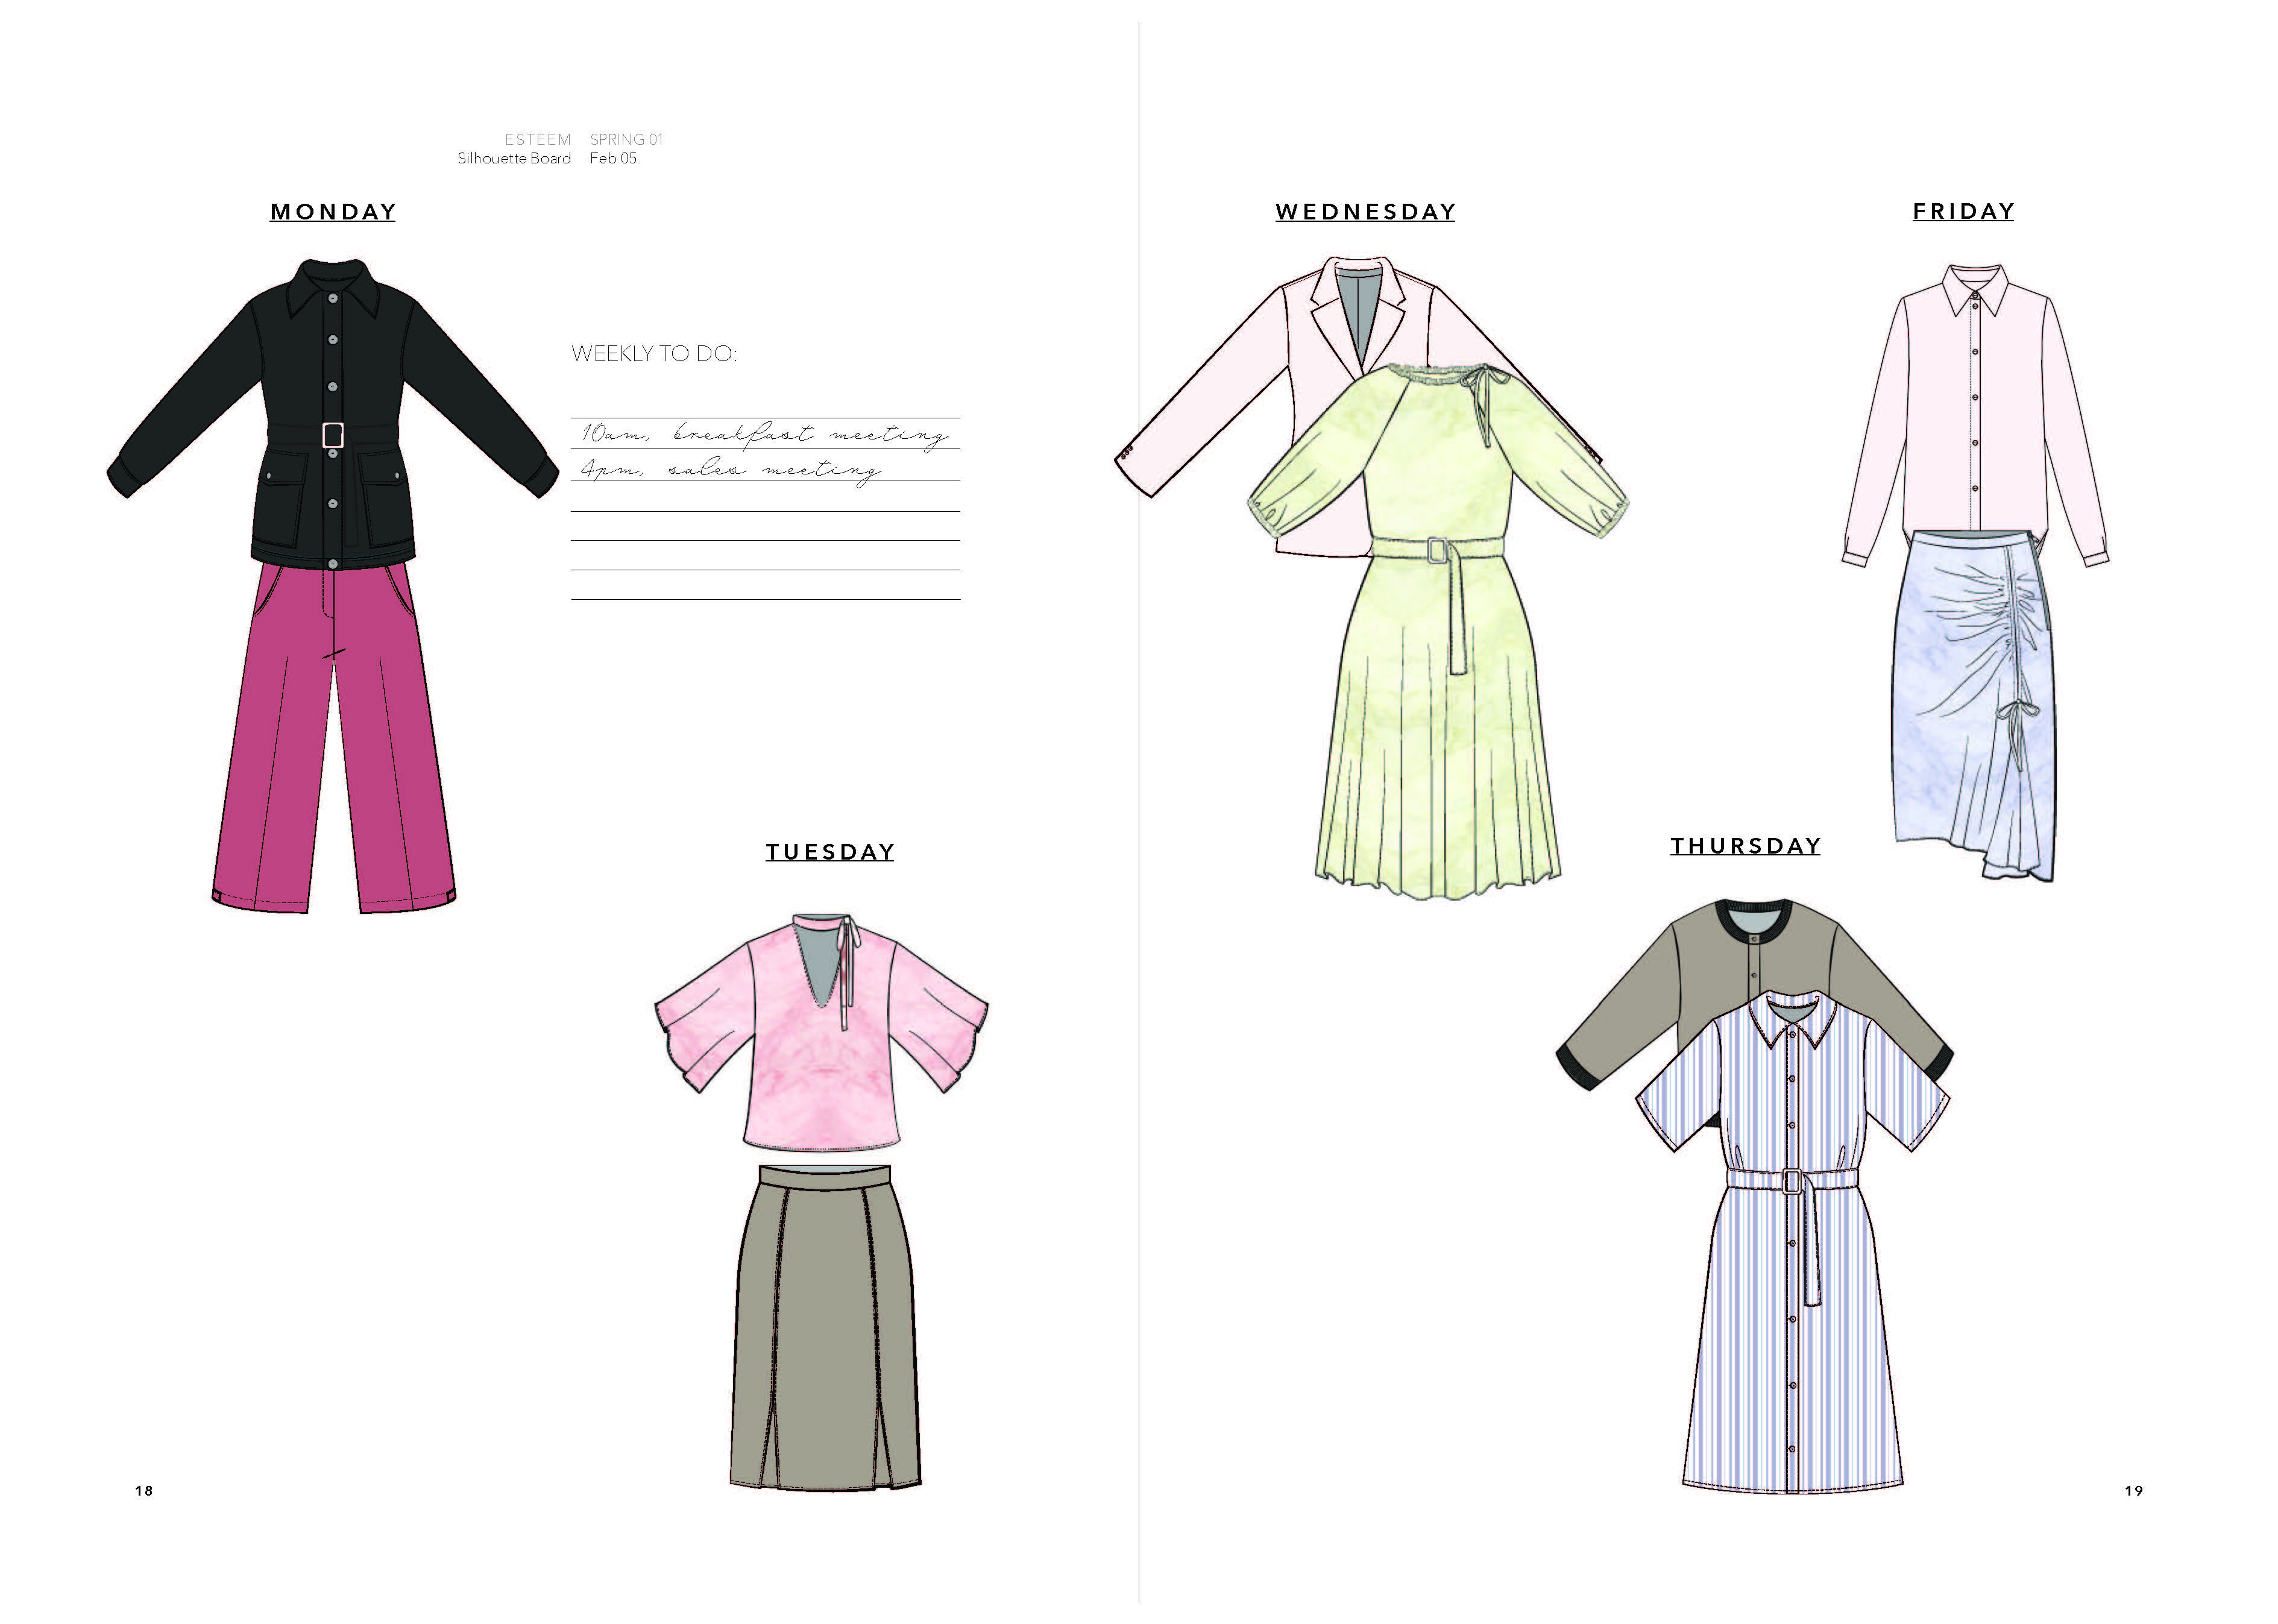 ESTEEM SPRING 01
Silhouette Board Feb 05.
MONDAY
WEEKLY TO DO:
10am, breakfast meeting
4pm, sales meeting
TUESDAY
18
WEDNESDAY
FRIDAY
THURSDAY
19